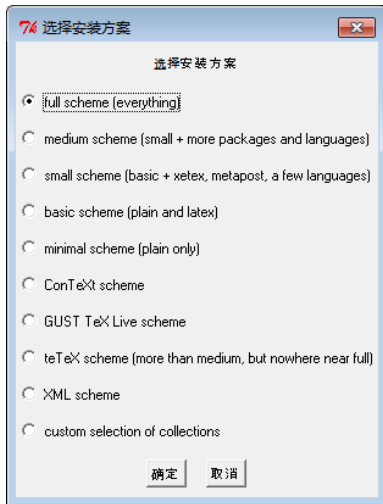 选择安装方案
选择安装方案
full scheme (everything)
medium scheme (small + more packages and languages)
small scheme (basic + xetex, metapost, a few languages)
basic scheme (plain and latex)
minimal scheme (plain only)
ConTeXt scheme
GUST TeX Live scheme
teTeX scheme (more than medium, but nowhere near full)
XML scheme
custom selection of collections
确定 取消